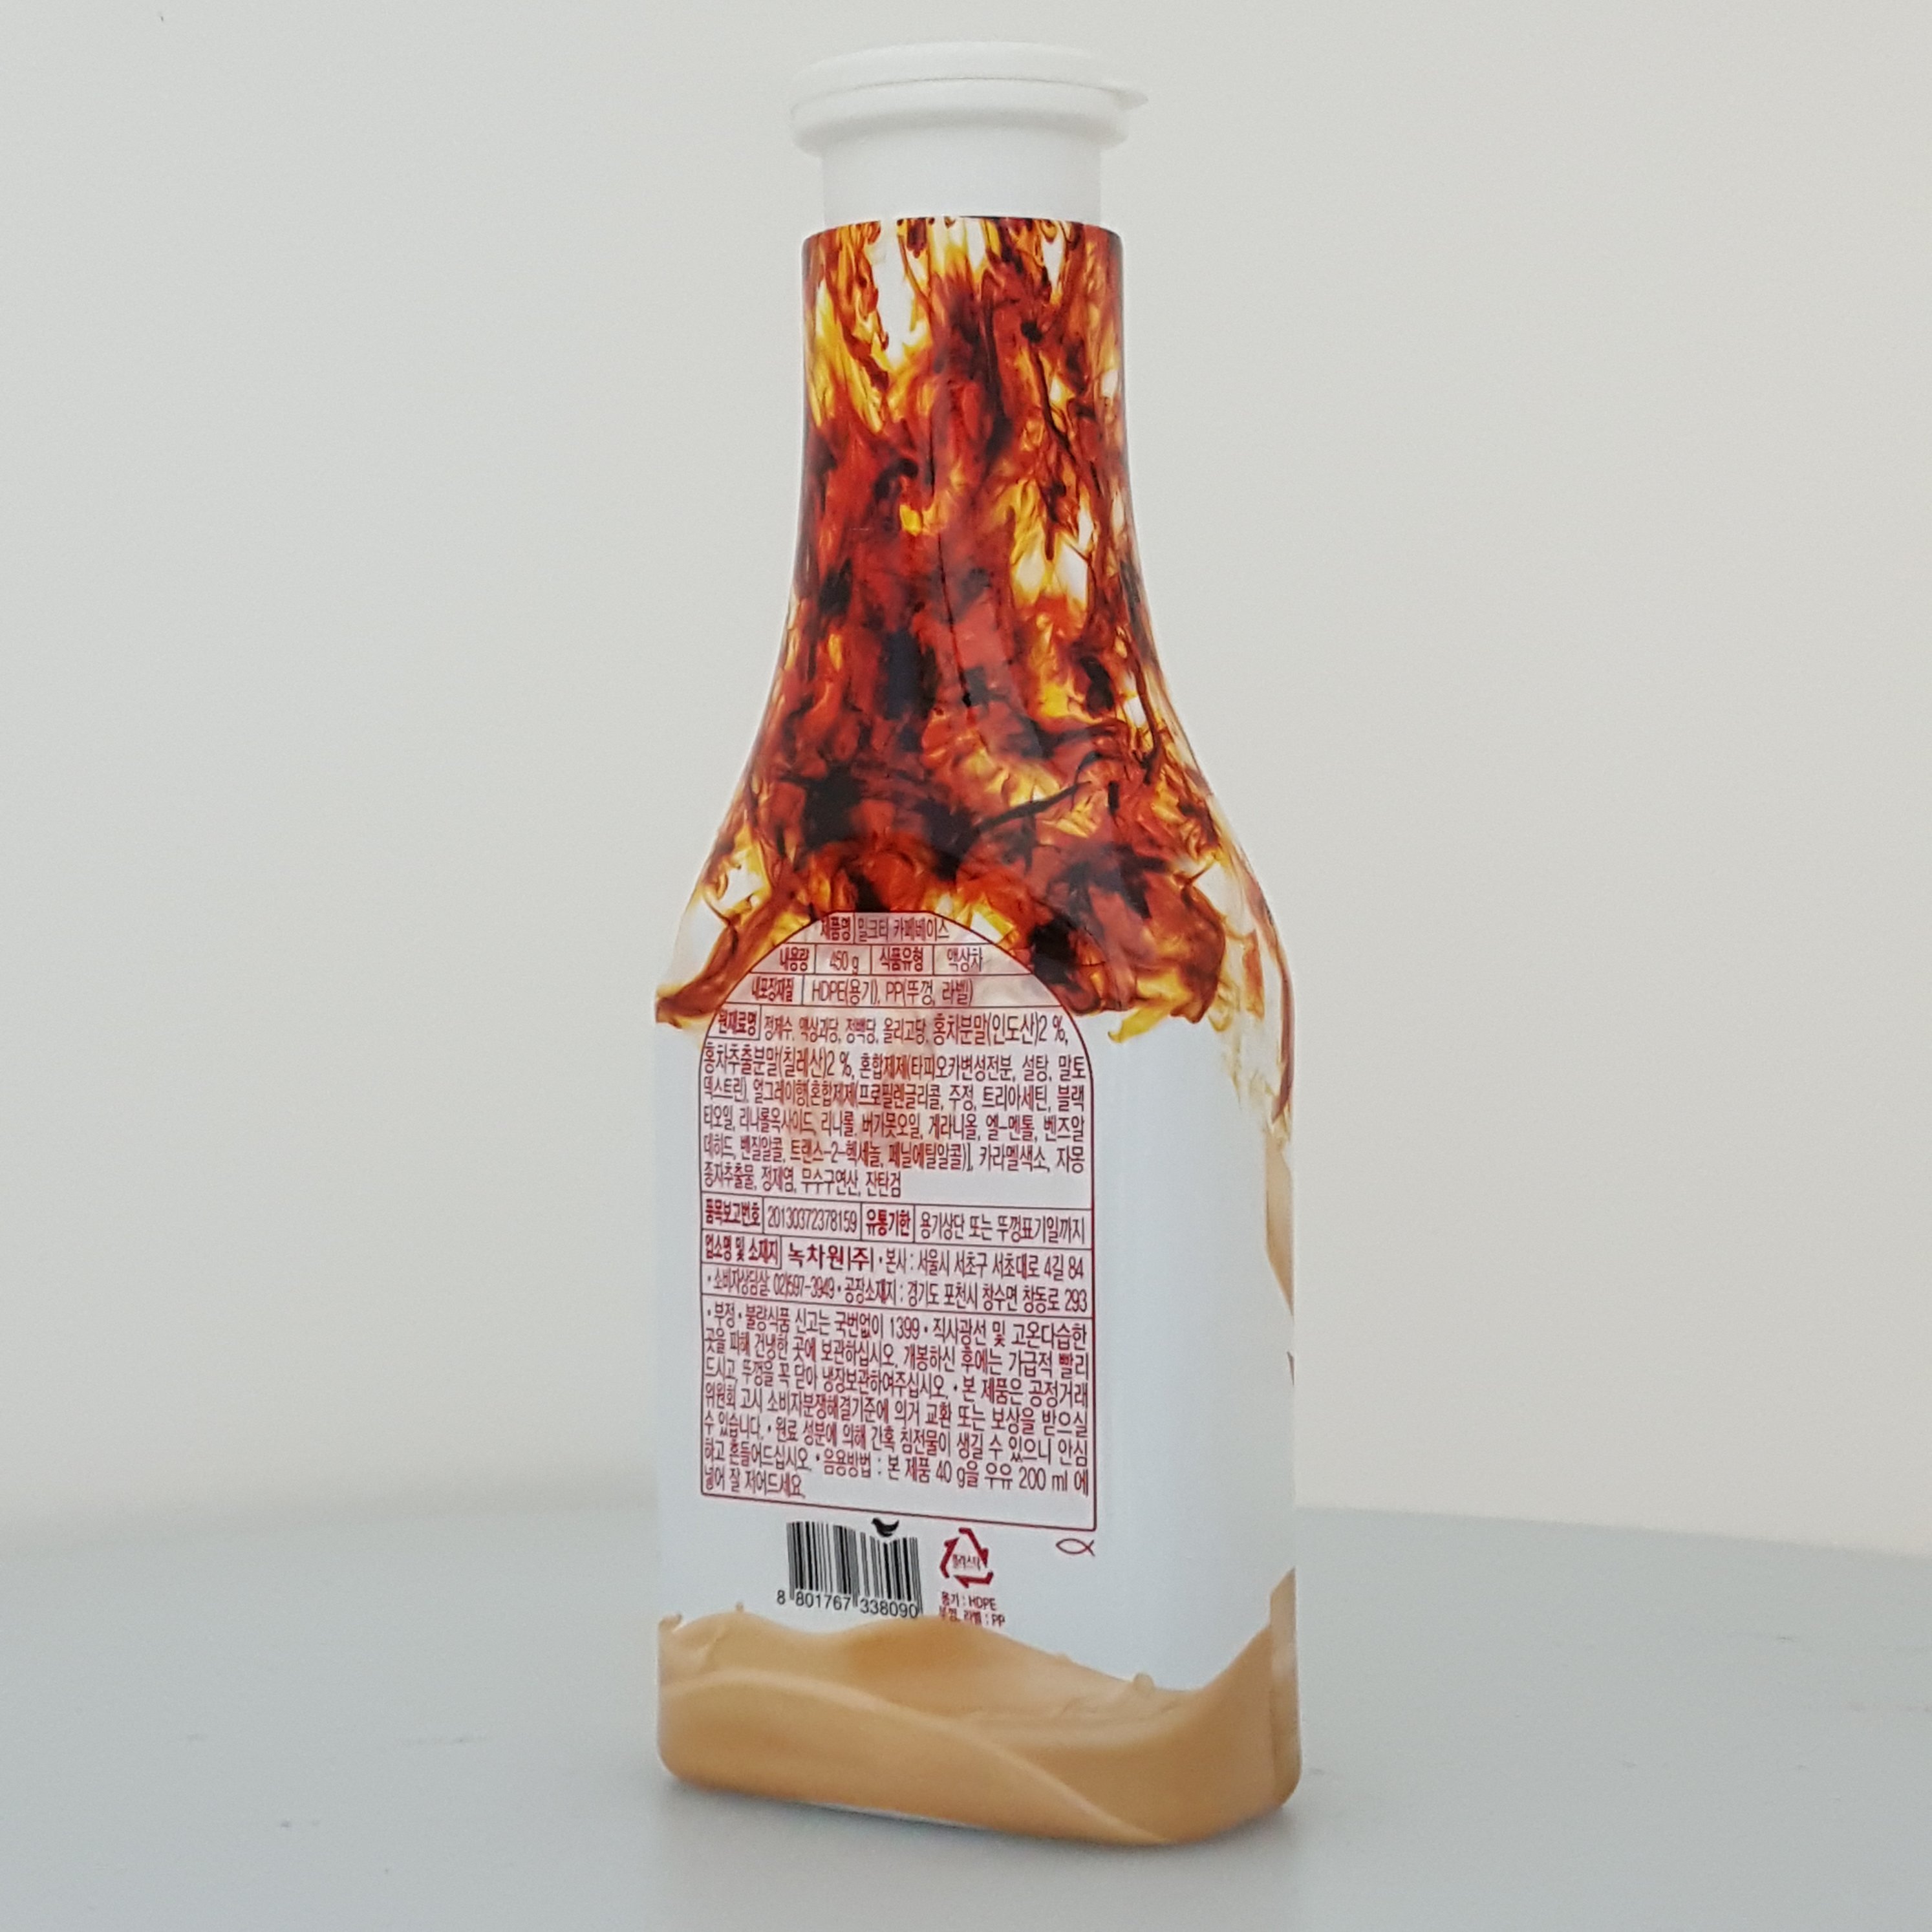 제품명 밀크티 카페베이스
내용량 450 g 식품유형 액상차
내포장재질 HDPE(용기), PP(뚜껑, 라벨)
원재료명 정제수, 액상과당, 정백당, 올리고당, 홍차분말(인도산)2 %,
홍차추출분말(칠레산)2 %, 혼합제제(타피오카변성전분, 설탕, 말토
덱스트린), 얼그레이향[혼합제제(프로필렌글리콜, 주정, 트리아세틴, 블랙
티오일, 리나롤옥사이드, 리나롤, 버가못오일, 게라니올, 엘-멘톨, 벤즈알
데히드, 벤질알콜, 트랜스-2-헥세놀, 페닐에틸알콜)], 카라멜색소, 자몽
종자추출물, 정제염, 무수구연산, 잔탄검
품목보고번호 20130372378159 유통기한 용기상단 또는 뚜껑표기일까지
업소명 및 소재지 녹차원(주) • 본사 : 서울시 서초구 서초대로 4길 84
• 소비자상담실 02)597-3949 • 공장소재지 : 경기도 포천시 창수면 창동로 293
• 부정 • 불량식품 신고는 국번없이 1399 • 직사광선 및 고온다습한
곳을 피해 건냉한 곳에 보관하십시오. 개봉하신 후에는 가급적 빨리
드시고, 뚜껑을 꼭 닫아 냉장보관하여주십시오. • 본 제품은 공정거래
위원회 고시 소비자분쟁해결기준에 의거 교환 또는 보상을 받으실
수 있습니다. • 원료 성분에 의해 간혹 침전물이 생길 수 있으니 안심
하고 흔들어드십시오. • 음용방법 : 본 제품 40 g을 우유 200 ml 에
넣어 잘 저어드세요.
8 801767 338090
플라스틱
용기 : HDPE
뚜껑, 라벨 : PP